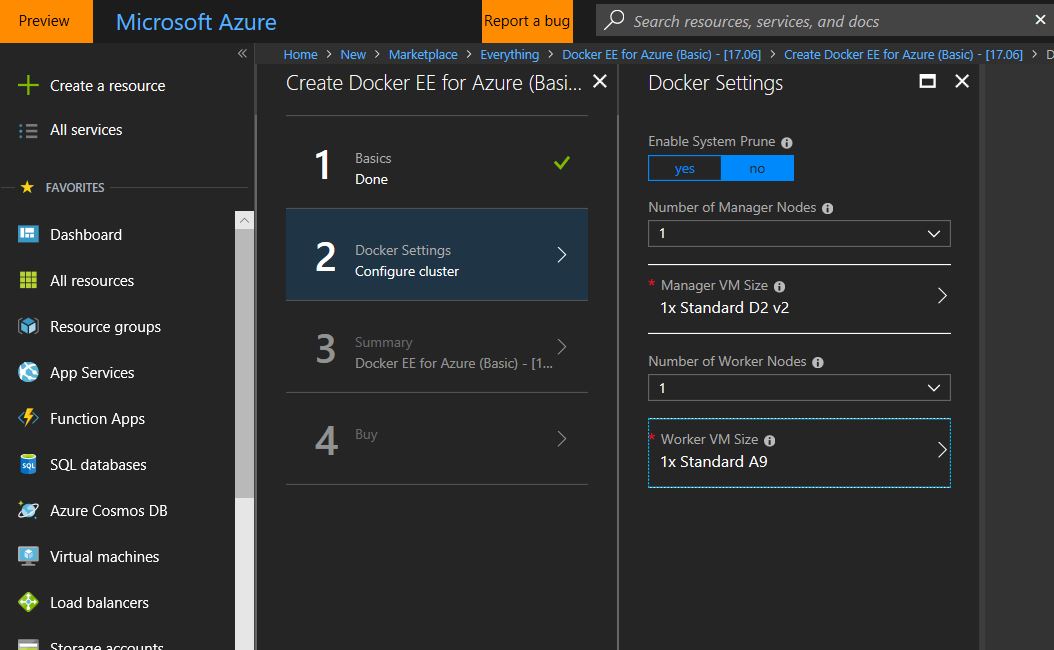 Preview
Microsoft Azure
Report a bug
Search resources, services, and docs
Home > New > Marketplace > Everything > Docker EE for Azure (Basic) - [17.06] > Create Docker EE for Azure (Basic) - [17.06] > D
Create a resource
All services
FAVORITES
Dashboard
All resources
Resource groups
App Services
Function Apps
SQL databases
Azure Cosmos DB
Virtual machines
Load balancers
Storage accounts
Create Docker EE for Azure (Basi...
1
Basics
Done
2
Docker Settings
Configure cluster
3
Summary
Docker EE for Azure (Basic) - [1...
4
Buy
Docker Settings
Enable System Prune
yes no
Number of Manager Nodes
1
* Manager VM Size
1x Standard D2 v2
Number of Worker Nodes
1
* Worker VM Size
1x Standard A9